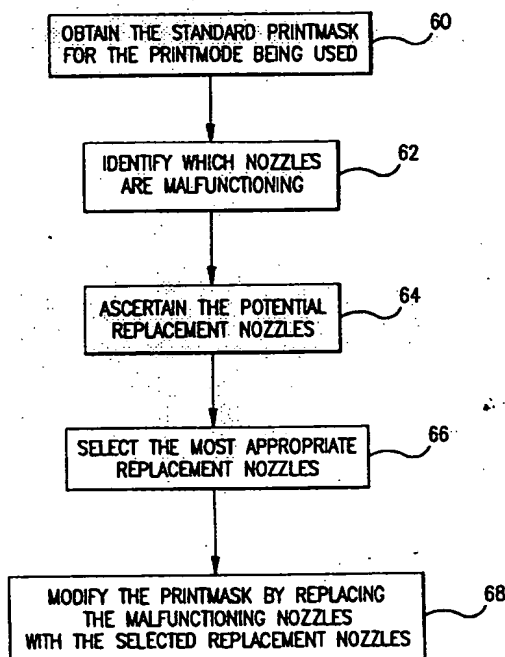 OBTAIN THE STANDARD PRINTMASK
FOR THE PRINTMODE BEING USED
60
IDENTIFY WHICH NOZZLES
ARE MALFUNCTIONING
62
ASCERTAIN THE POTENTIAL
REPLACEMENT NOZZLES
64
SELECT THE MOST APPROPRIATE
REPLACEMENT NOZZLES
66
MODIFY THE PRINTMASK BY REPLACING
THE MALFUNCTIONING NOZZLES
WITH THE SELECTED REPLACEMENT NOZZLES
68